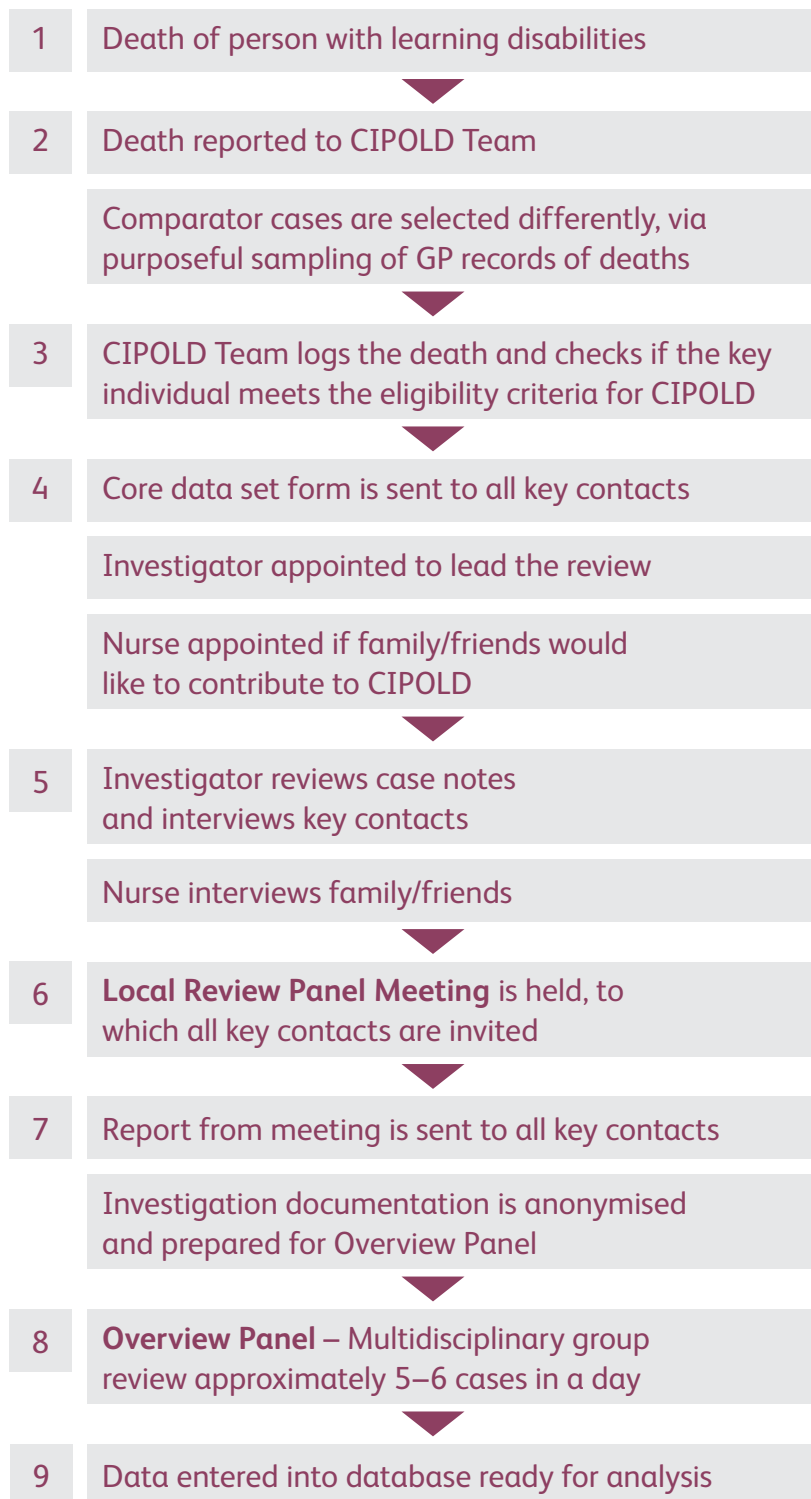 1 Death of person with learning disabilities
2 Death reported to CIPOLD Team
Comparator cases are selected differently, via
purposeful sampling of GP records of deaths
3 CIPOLD Team logs the death and checks if the key
individual meets the eligibility criteria for CIPOLD
4 Core data set form is sent to all key contacts
Investigator appointed to lead the review
Nurse appointed if family/friends would
like to contribute to CIPOLD
5 Investigator reviews case notes
and interviews key contacts
Nurse interviews family/friends
6 Local Review Panel Meeting is held, to
which all key contacts are invited
7 Report from meeting is sent to all key contacts
Investigation documentation is anonymised
and prepared for Overview Panel
8 Overview Panel – Multidisciplinary group
review approximately 5–6 cases in a day
9 Data entered into database ready for analysis